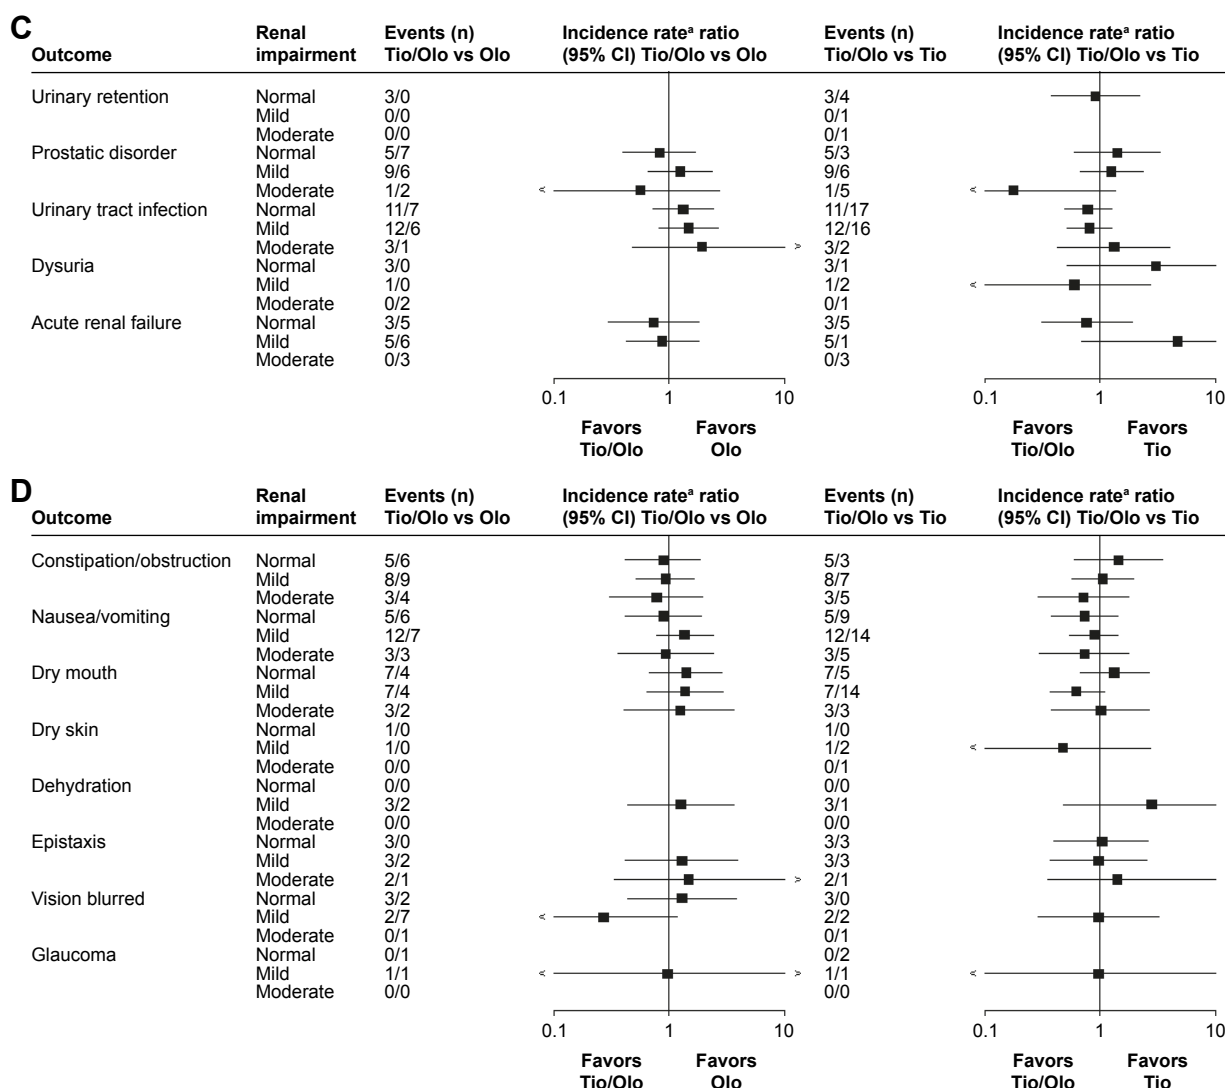 C
Outcome Renal impairment Events (n) Tio/Olo vs Olo Incidence rateᵃ ratio (95% CI) Tio/Olo vs Olo Events (n) Tio/Olo vs Tio Incidence rateᵃ ratio (95% CI) Tio/Olo vs Tio
Urinary retention Normal 3/0 3/4
Mild 0/0 0/1
Moderate 0/0 0/1
Prostatic disorder Normal 5/7 5/3
Mild 9/6 9/6
Moderate 1/2 1/5
Urinary tract infection Normal 11/7 11/17
Mild 12/6 12/16
Moderate 3/1 3/2
Dysuria Normal 3/0 3/1
Mild 1/0 1/2
Moderate 0/2 0/1
Acute renal failure Normal 3/5 3/5
Mild 5/6 5/1
Moderate 0/3 0/3
0.1 1 10 0.1 1 10
Favors Tio/Olo Favors Olo Favors Tio/Olo Favors Tio
D
Outcome Renal impairment Events (n) Tio/Olo vs Olo Incidence rateᵃ ratio (95% CI) Tio/Olo vs Olo Events (n) Tio/Olo vs Tio Incidence rateᵃ ratio (95% CI) Tio/Olo vs Tio
Constipation/obstruction Normal 5/6 5/3
Mild 8/9 8/7
Moderate 3/4 3/5
Nausea/vomiting Normal 5/6 5/9
Mild 12/7 12/14
Moderate 3/3 3/5
Dry mouth Normal 7/4 7/5
Mild 7/4 7/14
Moderate 3/2 3/3
Dry skin Normal 1/0 1/0
Mild 1/0 1/2
Moderate 0/0 0/1
Dehydration Normal 0/0 0/0
Mild 3/2 3/1
Moderate 0/0 0/0
Epistaxis Normal 3/0 3/3
Mild 3/2 3/3
Moderate 2/1 2/1
Vision blurred Normal 3/2 3/0
Mild 2/7 2/2
Moderate 0/1 0/1
Glaucoma Normal 0/1 0/2
Mild 1/1 1/1
Moderate 0/0 0/0
0.1 1 10 0.1 1 10
Favors Tio/Olo Favors Olo Favors Tio/Olo Favors Tio